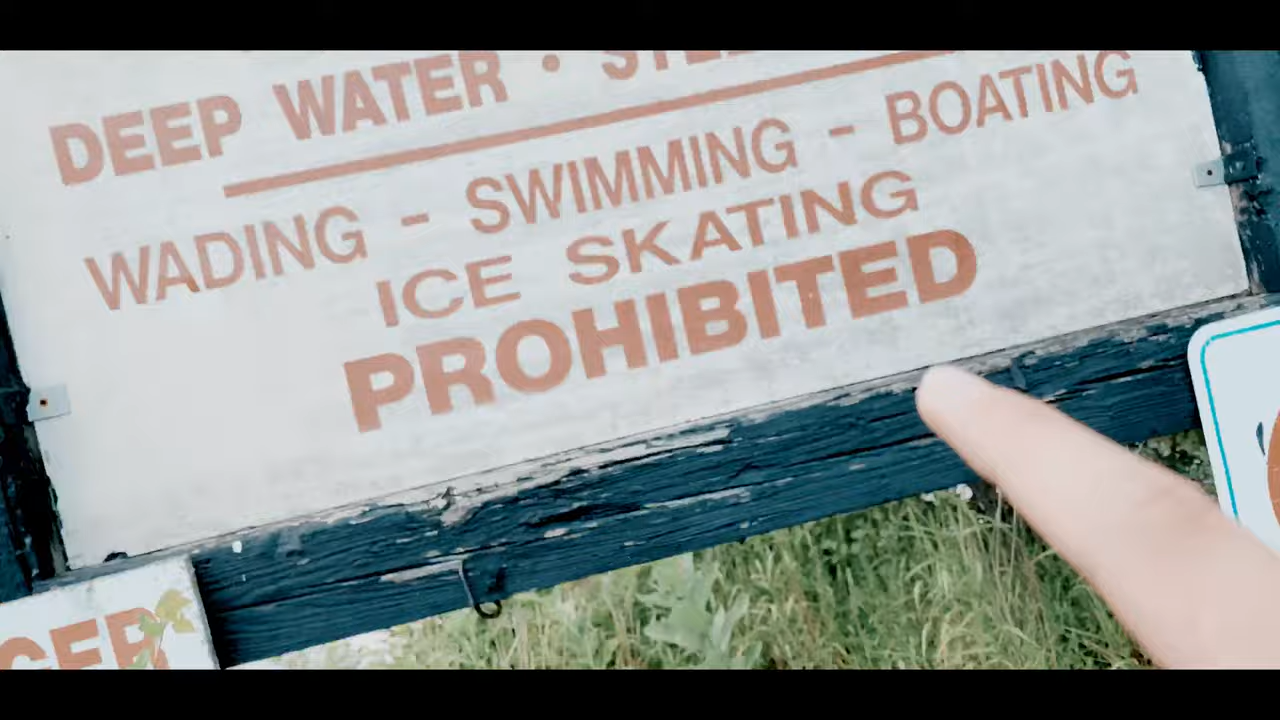 DEEP WATER •
WADING - SWIMMING - BOATING
ICE SKATING
PROHIBITED